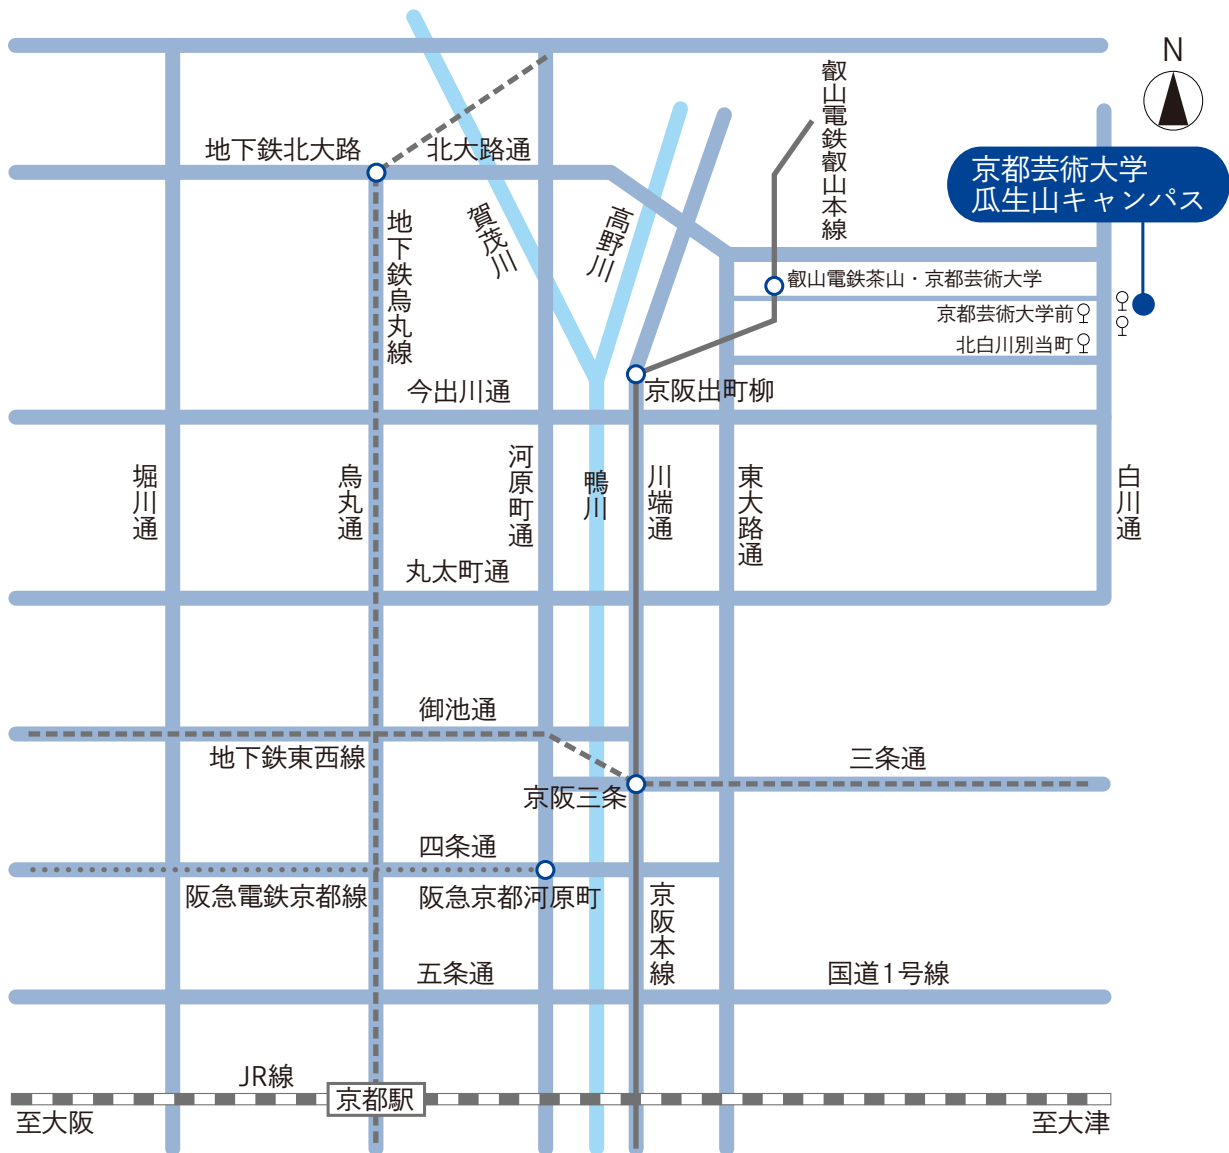 N
叡山電鉄叡山本線
京都芸術大学
瓜生山キャンパス
地下鉄北大路
北大路通
賀茂川
高野川
地下鉄烏丸線
叡山電鉄茶山・京都芸術大学
京都芸術大学前
北白川別当町
今出川通
京阪出町柳
堀川通
烏丸通
河原町通
鴨川
川端通
東大路通
白川通
丸太町通
御池通
地下鉄東西線
三条通
京阪三条
四条通
阪急電鉄京都線
阪急京都河原町
京阪本線
五条通
国道1号線
JR線
京都駅
至大阪
至大津